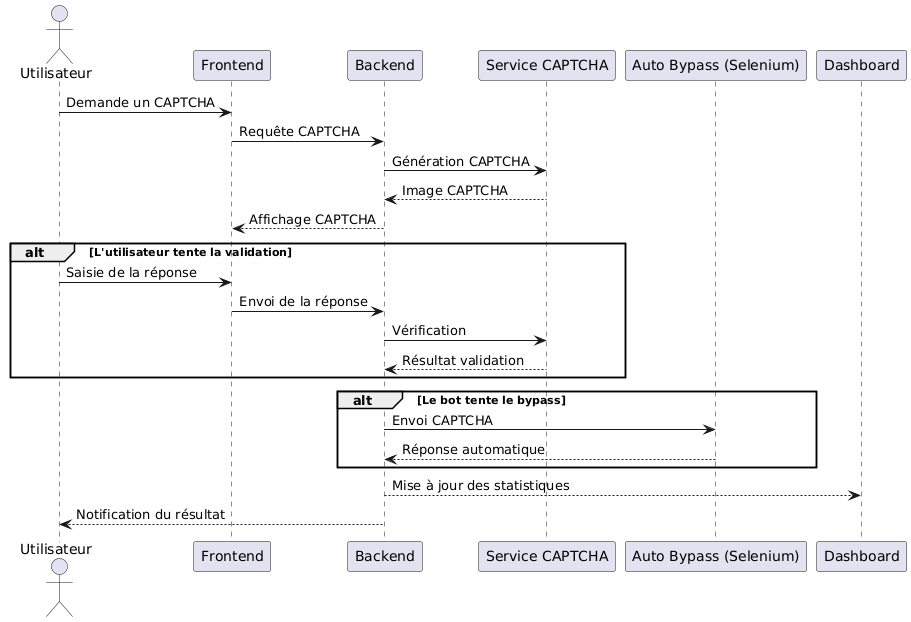 Utilisateur
Frontend
Backend
Service CAPTCHA
Auto Bypass (Selenium)
Dashboard
Demande un CAPTCHA
Requête CAPTCHA
Génération CAPTCHA
Image CAPTCHA
Affichage CAPTCHA
alt
[L'utilisateur tente la validation]
Saisie de la réponse
Envoi de la réponse
Vérification
Résultat validation
alt
[Le bot tente le bypass]
Envoi CAPTCHA
Réponse automatique
Mise à jour des statistiques
Notification du résultat
Utilisateur
Frontend
Backend
Service CAPTCHA
Auto Bypass (Selenium)
Dashboard